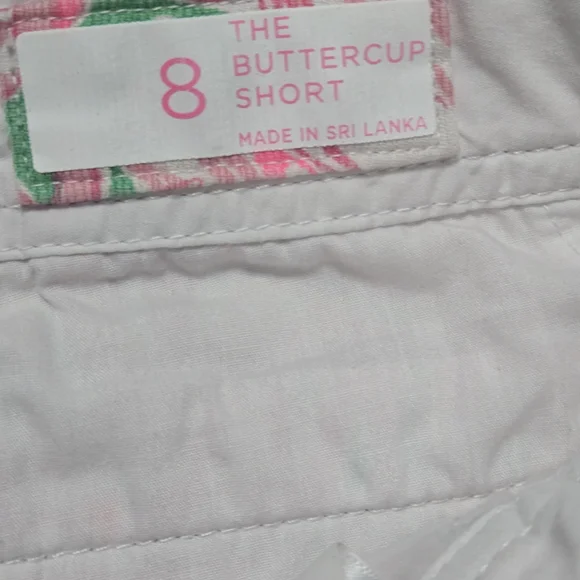 8
THE
BUTTERCUP
SHORT
MADE IN SRI LANKA